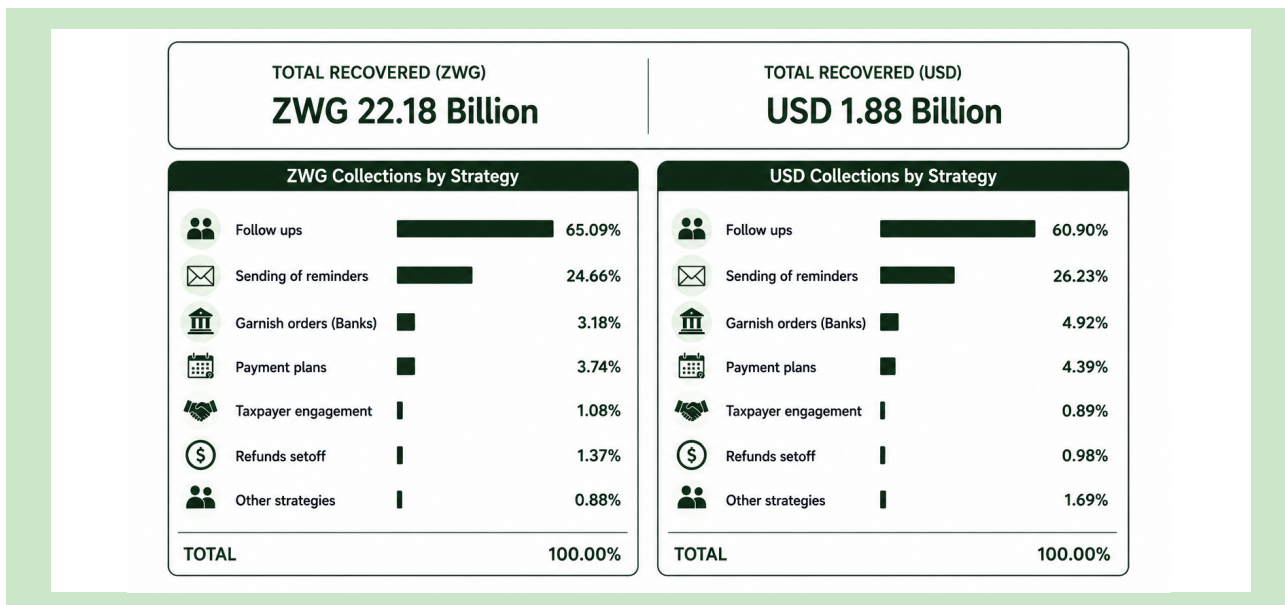 TOTAL RECOVERED (ZWG)
ZWG 22.18 Billion
TOTAL RECOVERED (USD)
USD 1.88 Billion
ZWG Collections by Strategy
Follow ups 65.09%
Sending of reminders 24.66%
Garnish orders (Banks) 3.18%
Payment plans 3.74%
Taxpayer engagement 1.08%
Refunds setoff 1.37%
Other strategies 0.88%
TOTAL 100.00%
USD Collections by Strategy
Follow ups 60.90%
Sending of reminders 26.23%
Garnish orders (Banks) 4.92%
Payment plans 4.39%
Taxpayer engagement 0.89%
Refunds setoff 0.98%
Other strategies 1.69%
TOTAL 100.00%